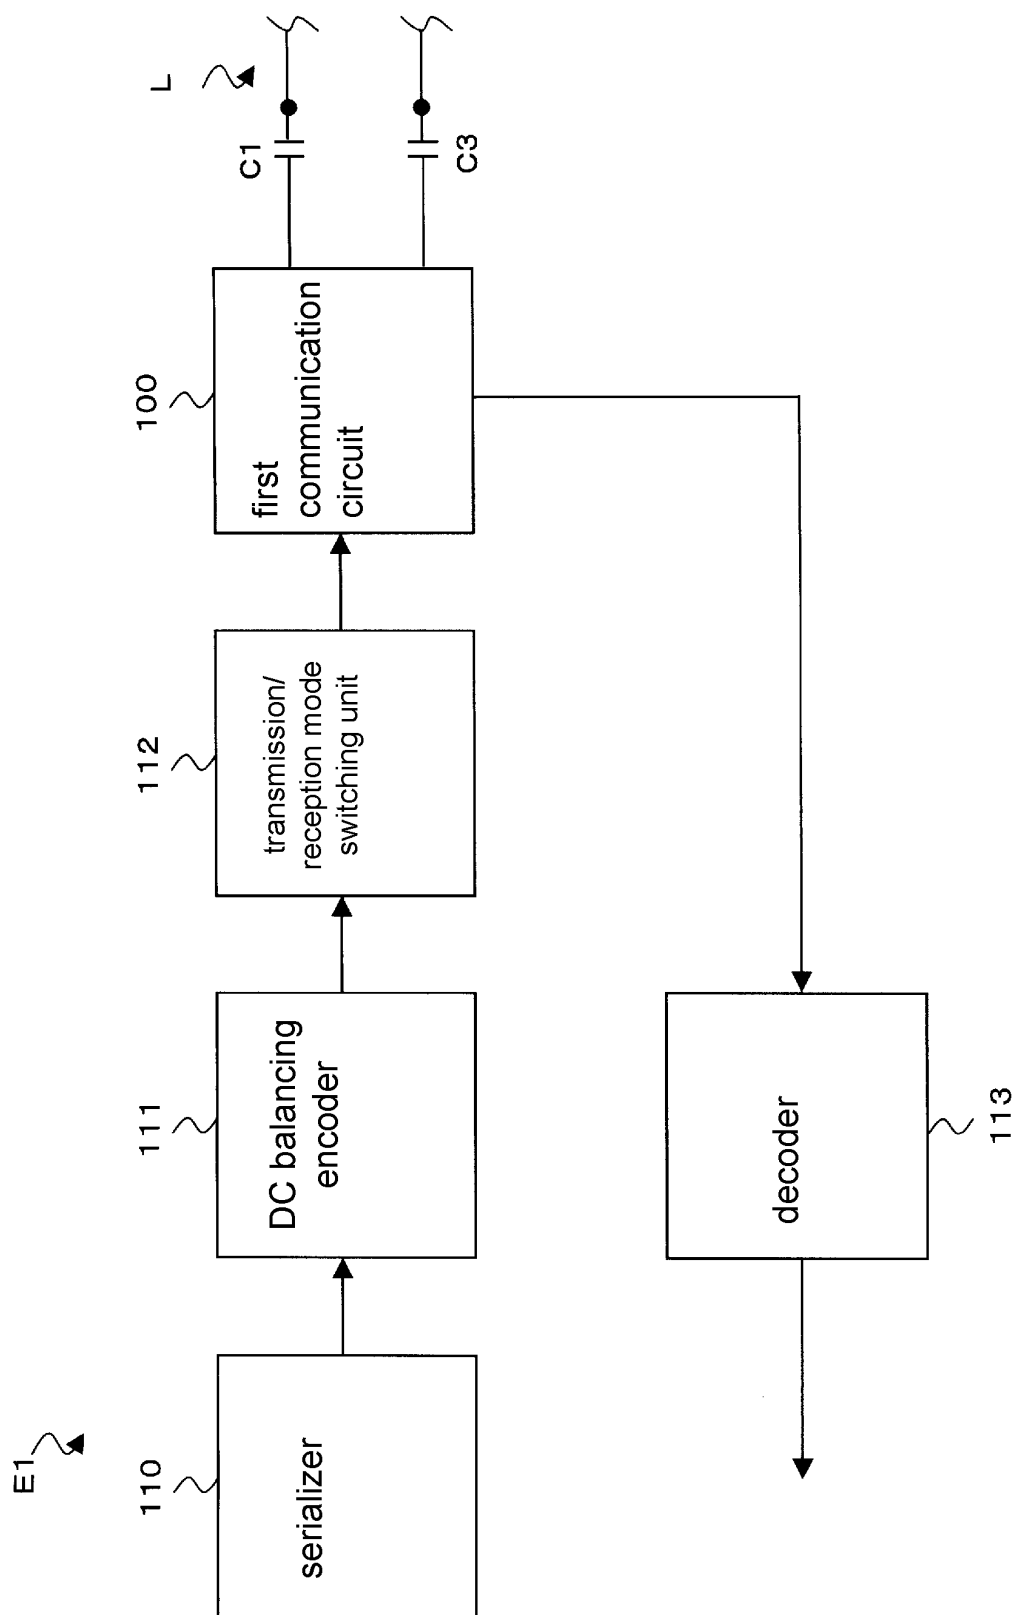 E1
110
serializer
111
DC balancing
encoder
112
transmission/
reception mode
switching unit
100
first
communication
circuit
L
C1
C3
decoder
113